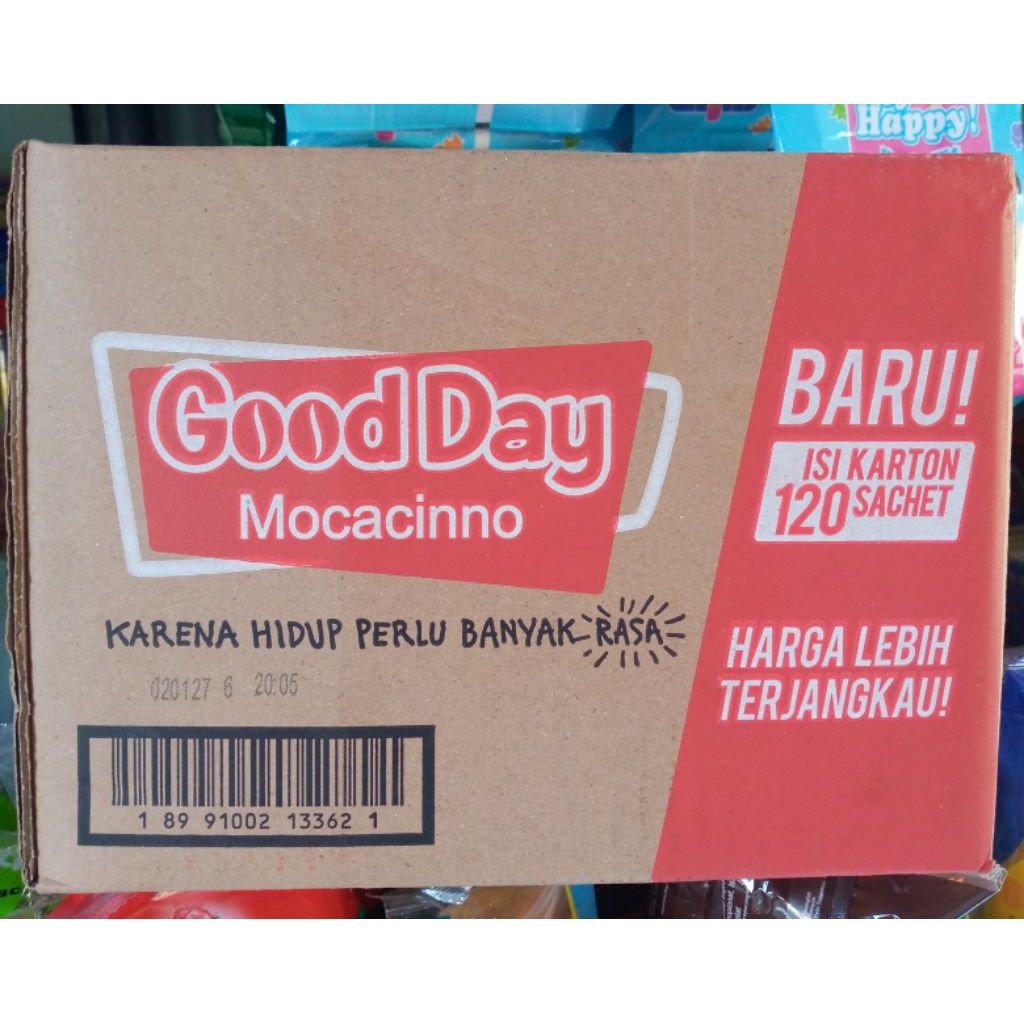 Happy!
Good Day
Mocacinno
KARENA HIDUP PERLU BANYAK RASA
020127 6 20:05
1 89 91002 13362 1
BARU!
ISI KARTON
120 SACHET
HARGA LEBIH
TERJANGKAU!